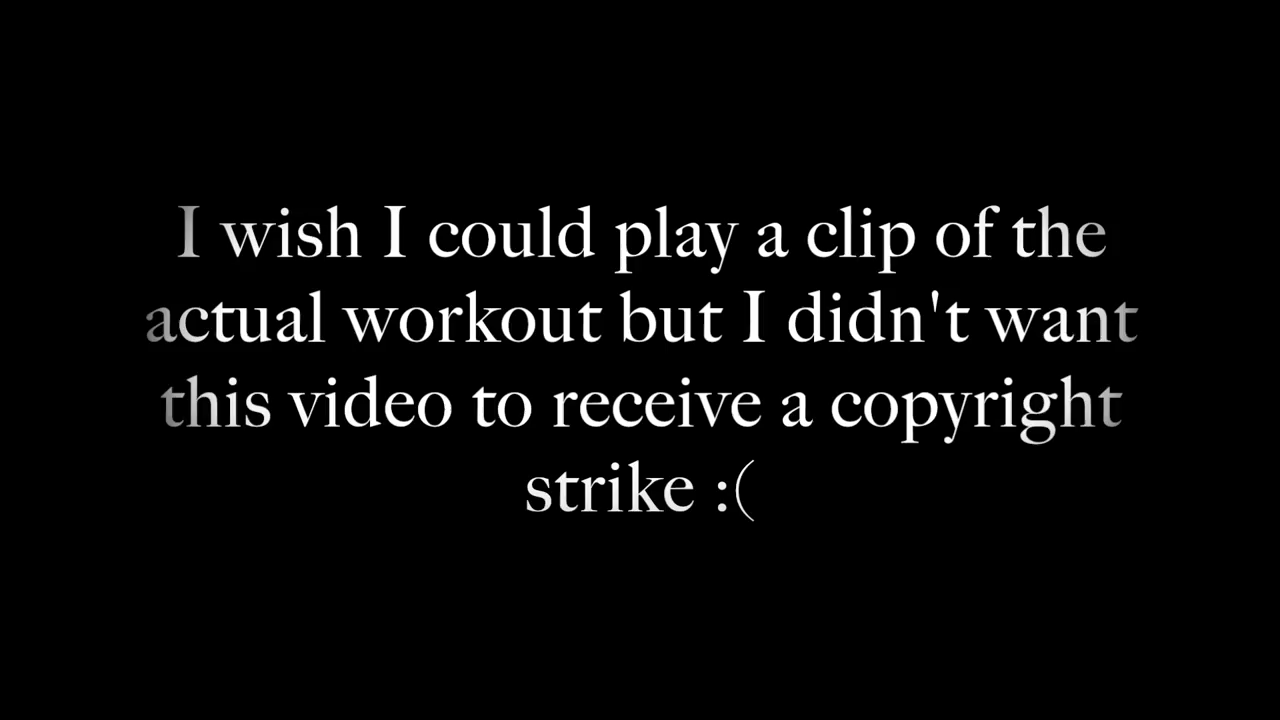 I wish I could play a clip of the
actual workout but I didn't want
this video to receive a copyright
strike :(